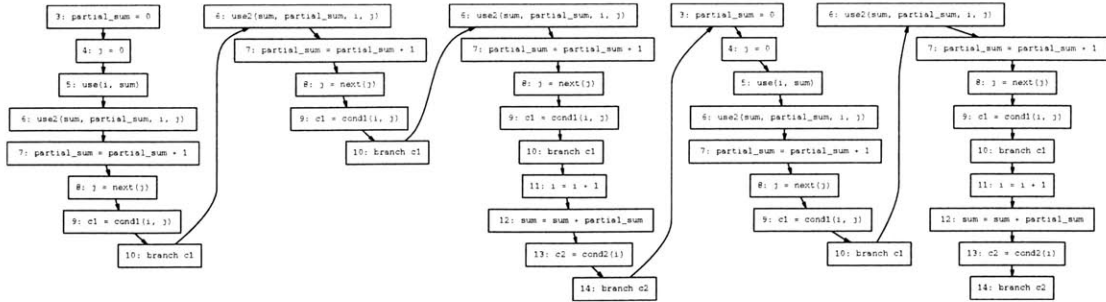 3: partial_sum = 0
4: j = 0
5: use(i, sum)
6: use2(sum, partial_sum, i, j)
7: partial_sum = partial_sum + 1
8: j = next(j)
9: c1 = cond1(i, j)
10: branch c1
6: use2(sum, partial_sum, i, j)
7: partial_sum = partial_sum + 1
8: j = next(j)
9: c1 = cond1(i, j)
10: branch c1
6: use2(sum, partial_sum, i, j)
7: partial_sum = partial_sum + 1
8: j = next(j)
9: c1 = cond1(i, j)
10: branch c1
11: i = i + 1
12: sum = sum + partial_sum
13: c2 = cond2(i)
14: branch c2
3: partial_sum = 0
4: j = 0
5: use(i, sum)
6: use2(sum, partial_sum, i, j)
7: partial_sum = partial_sum + 1
8: j = next(j)
9: c1 = cond1(i, j)
10: branch c1
6: use2(sum, partial_sum, i, j)
7: partial_sum = partial_sum + 1
8: j = next(j)
9: c1 = cond1(i, j)
10: branch c1
11: i = i + 1
12: sum = sum + partial_sum
13: c2 = cond2(i)
14: branch c2